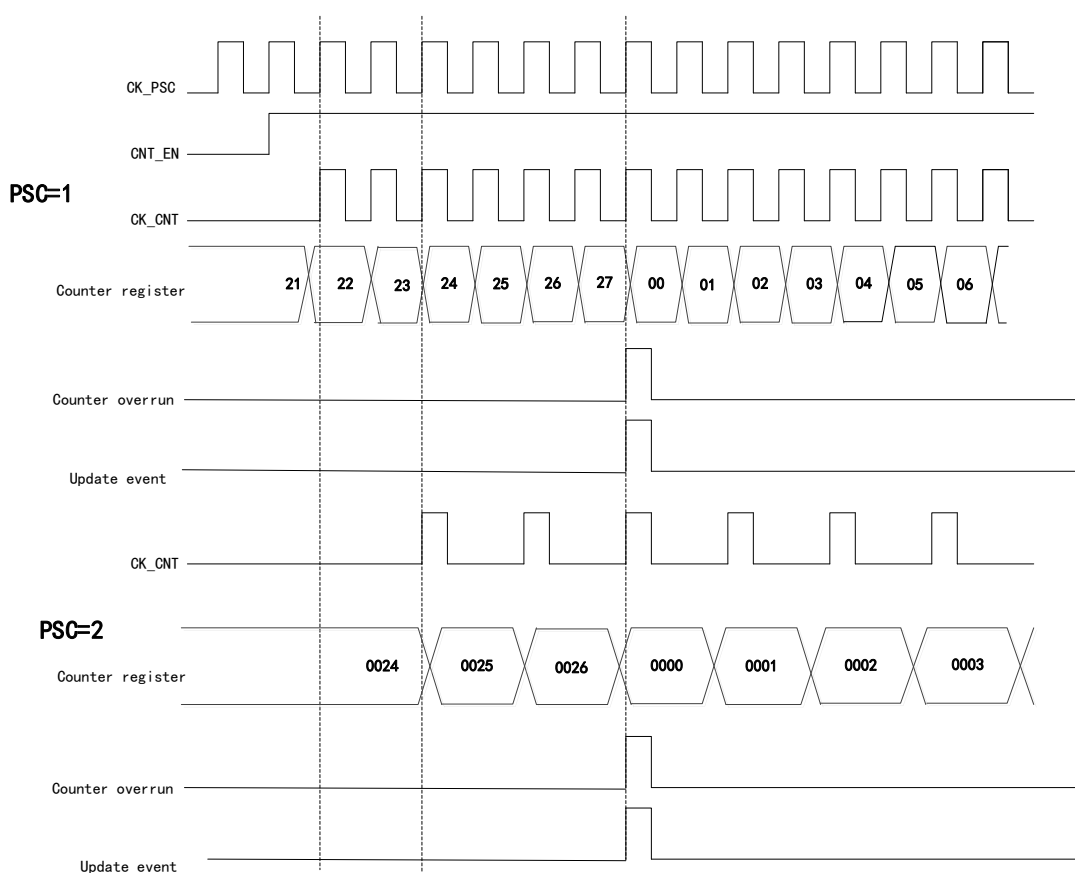 CK_PSC
CNT_EN
PSC=1
CK_CNT
Counter register 21 22 23 24 25 26 27 00 01 02 03 04 05 06
Counter overrun
Update event
CK_CNT
PSC=2
Counter register 0024 0025 0026 0000 0001 0002 0003
Counter overrun
Update event